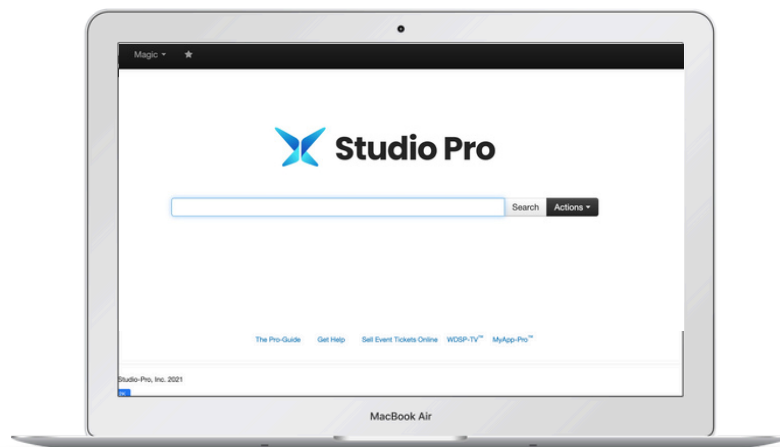 Magic
Studio Pro
Search Actions
The Pro-Guide Get Help Sell Event Tickets Online WDSP-TV™ MyApp-Pro™
Studio-Pro, Inc. 2021
MacBook Air